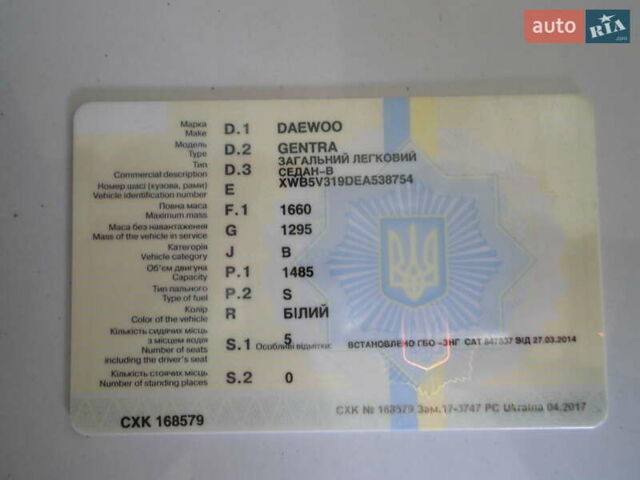 auto RIA.com
Марка
Make D.1 DAEWOO
Модель
Type D.2 GENTRA
Тип
Commercial description D.3 ЗАГАЛЬНИЙ ЛЕГКОВИЙ
СЕДАН-В
Номер шасі (кузова, рами)
Vehicle identification number E XWB5V319DEA538754
Повна маса
Maximum mass F.1 1660
Маса без навантаження
Mass of the vehicle in service G 1295
Категорія
Vehicle category J B
Об'єм двигуна
Capacity P.1 1485
Тип пального
Type of fuel P.2 S
Колір
Color of the vehicle R БІЛИЙ
Кількість сидячих місць
з місцем водія
Number of seats
including the driver's seat S.1 5
Особливі відмітки: ВСТАНОВЛЕНО ГБО -ЗНГ САТ 847837 ВІД 27.03.2014
Кількість стоячих місць
Number of standing places S.2 0
СХК 168579
СХК № 168579 Зам.17-3747 PC Ukraina 04.2017